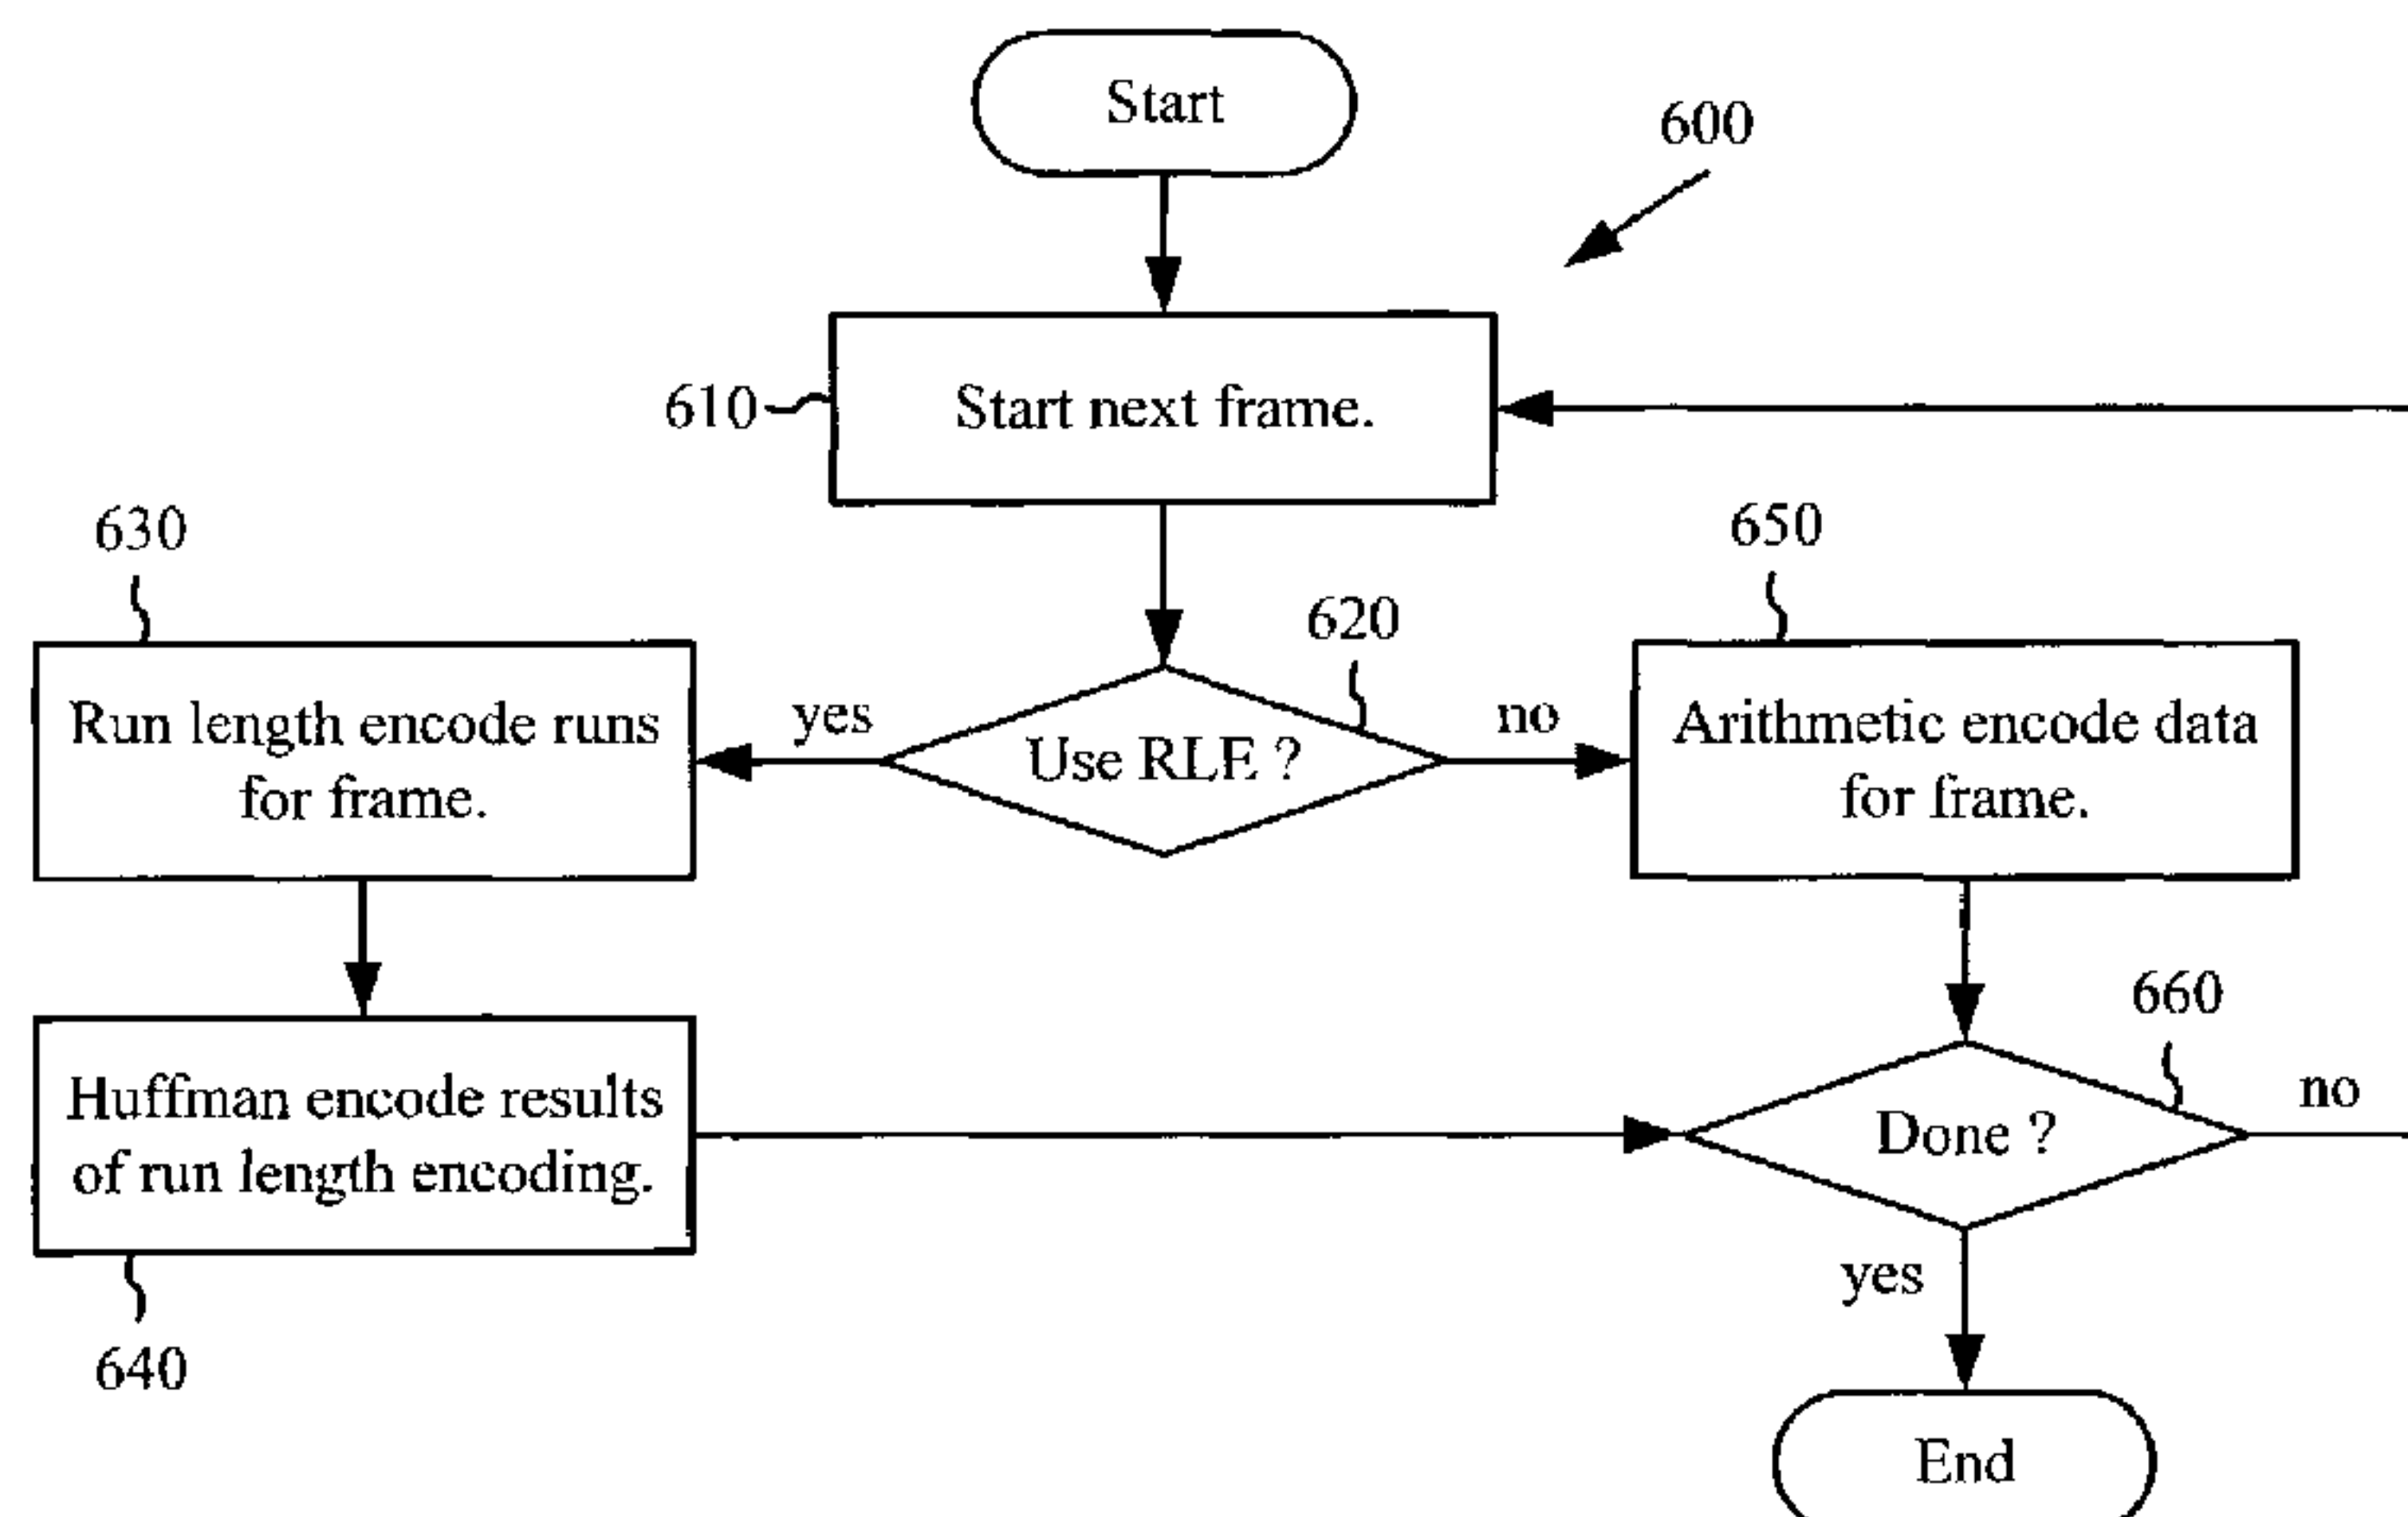 Start
600
610
Start next frame.
630
650
620
Run length encode runs
for frame.
yes
Use RLE ?
no
Arithmetic encode data
for frame.
660
Huffman encode results
of run length encoding.
Done ?
no
yes
640
End